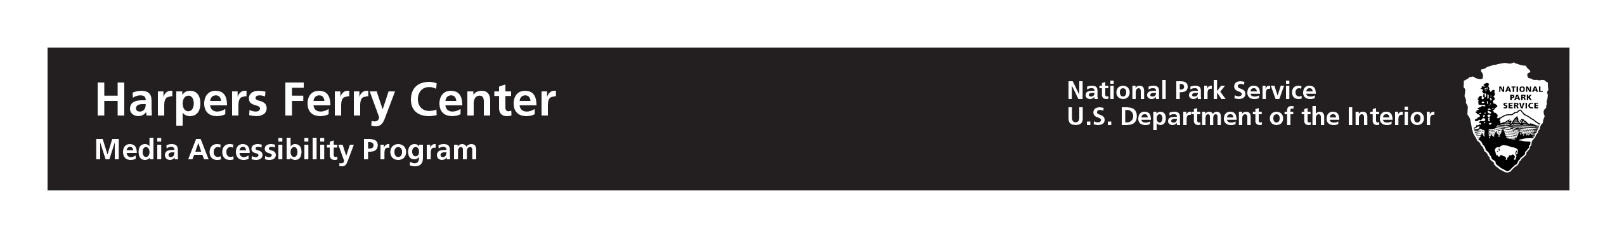 Harpers Ferry Center
Media Accessibility Program
National Park Service
U.S. Department of the Interior
NATIONAL
PARK
SERVICE